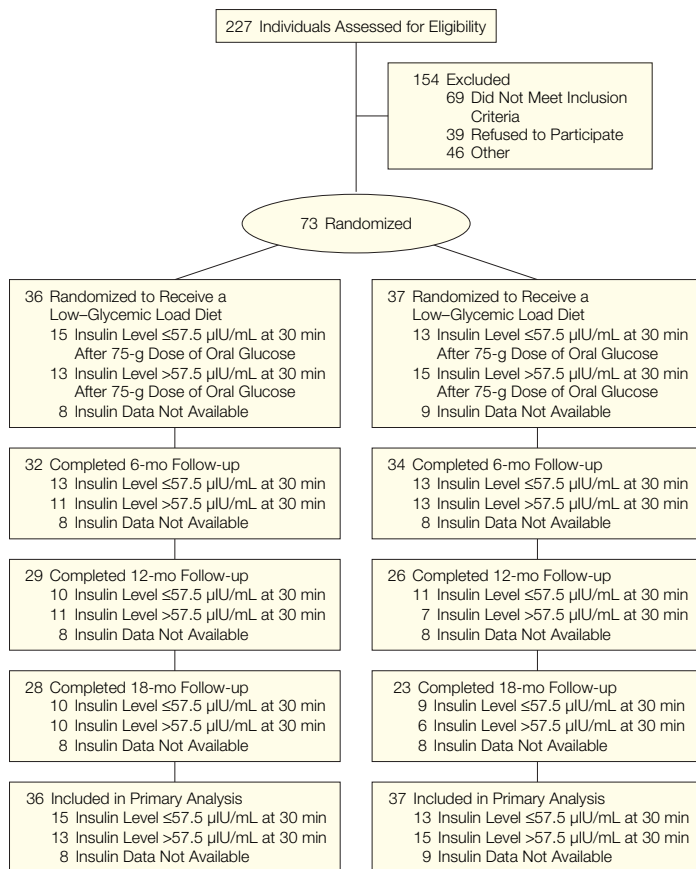 227 Individuals Assessed for Eligibility
154 Excluded
69 Did Not Meet Inclusion
Criteria
39 Refused to Participate
46 Other
73 Randomized
36 Randomized to Receive a
Low–Glycemic Load Diet
15 Insulin Level ≤57.5 µIU/mL at 30 min
After 75-g Dose of Oral Glucose
13 Insulin Level >57.5 µIU/mL at 30 min
After 75-g Dose of Oral Glucose
8 Insulin Data Not Available
37 Randomized to Receive a
Low–Glycemic Load Diet
13 Insulin Level ≤57.5 µIU/mL at 30 min
After 75-g Dose of Oral Glucose
15 Insulin Level >57.5 µIU/mL at 30 min
After 75-g Dose of Oral Glucose
9 Insulin Data Not Available
32 Completed 6-mo Follow-up
13 Insulin Level ≤57.5 µIU/mL at 30 min
11 Insulin Level >57.5 µIU/mL at 30 min
8 Insulin Data Not Available
34 Completed 6-mo Follow-up
13 Insulin Level ≤57.5 µIU/mL at 30 min
13 Insulin Level >57.5 µIU/mL at 30 min
8 Insulin Data Not Available
29 Completed 12-mo Follow-up
10 Insulin Level ≤57.5 µIU/mL at 30 min
11 Insulin Level >57.5 µIU/mL at 30 min
8 Insulin Data Not Available
26 Completed 12-mo Follow-up
11 Insulin Level ≤57.5 µIU/mL at 30 min
7 Insulin Level >57.5 µIU/mL at 30 min
8 Insulin Data Not Available
28 Completed 18-mo Follow-up
10 Insulin Level ≤57.5 µIU/mL at 30 min
10 Insulin Level >57.5 µIU/mL at 30 min
8 Insulin Data Not Available
23 Completed 18-mo Follow-up
9 Insulin Level ≤57.5 µIU/mL at 30 min
6 Insulin Level >57.5 µIU/mL at 30 min
8 Insulin Data Not Available
36 Included in Primary Analysis
15 Insulin Level ≤57.5 µIU/mL at 30 min
13 Insulin Level >57.5 µIU/mL at 30 min
8 Insulin Data Not Available
37 Included in Primary Analysis
13 Insulin Level ≤57.5 µIU/mL at 30 min
15 Insulin Level >57.5 µIU/mL at 30 min
9 Insulin Data Not Available